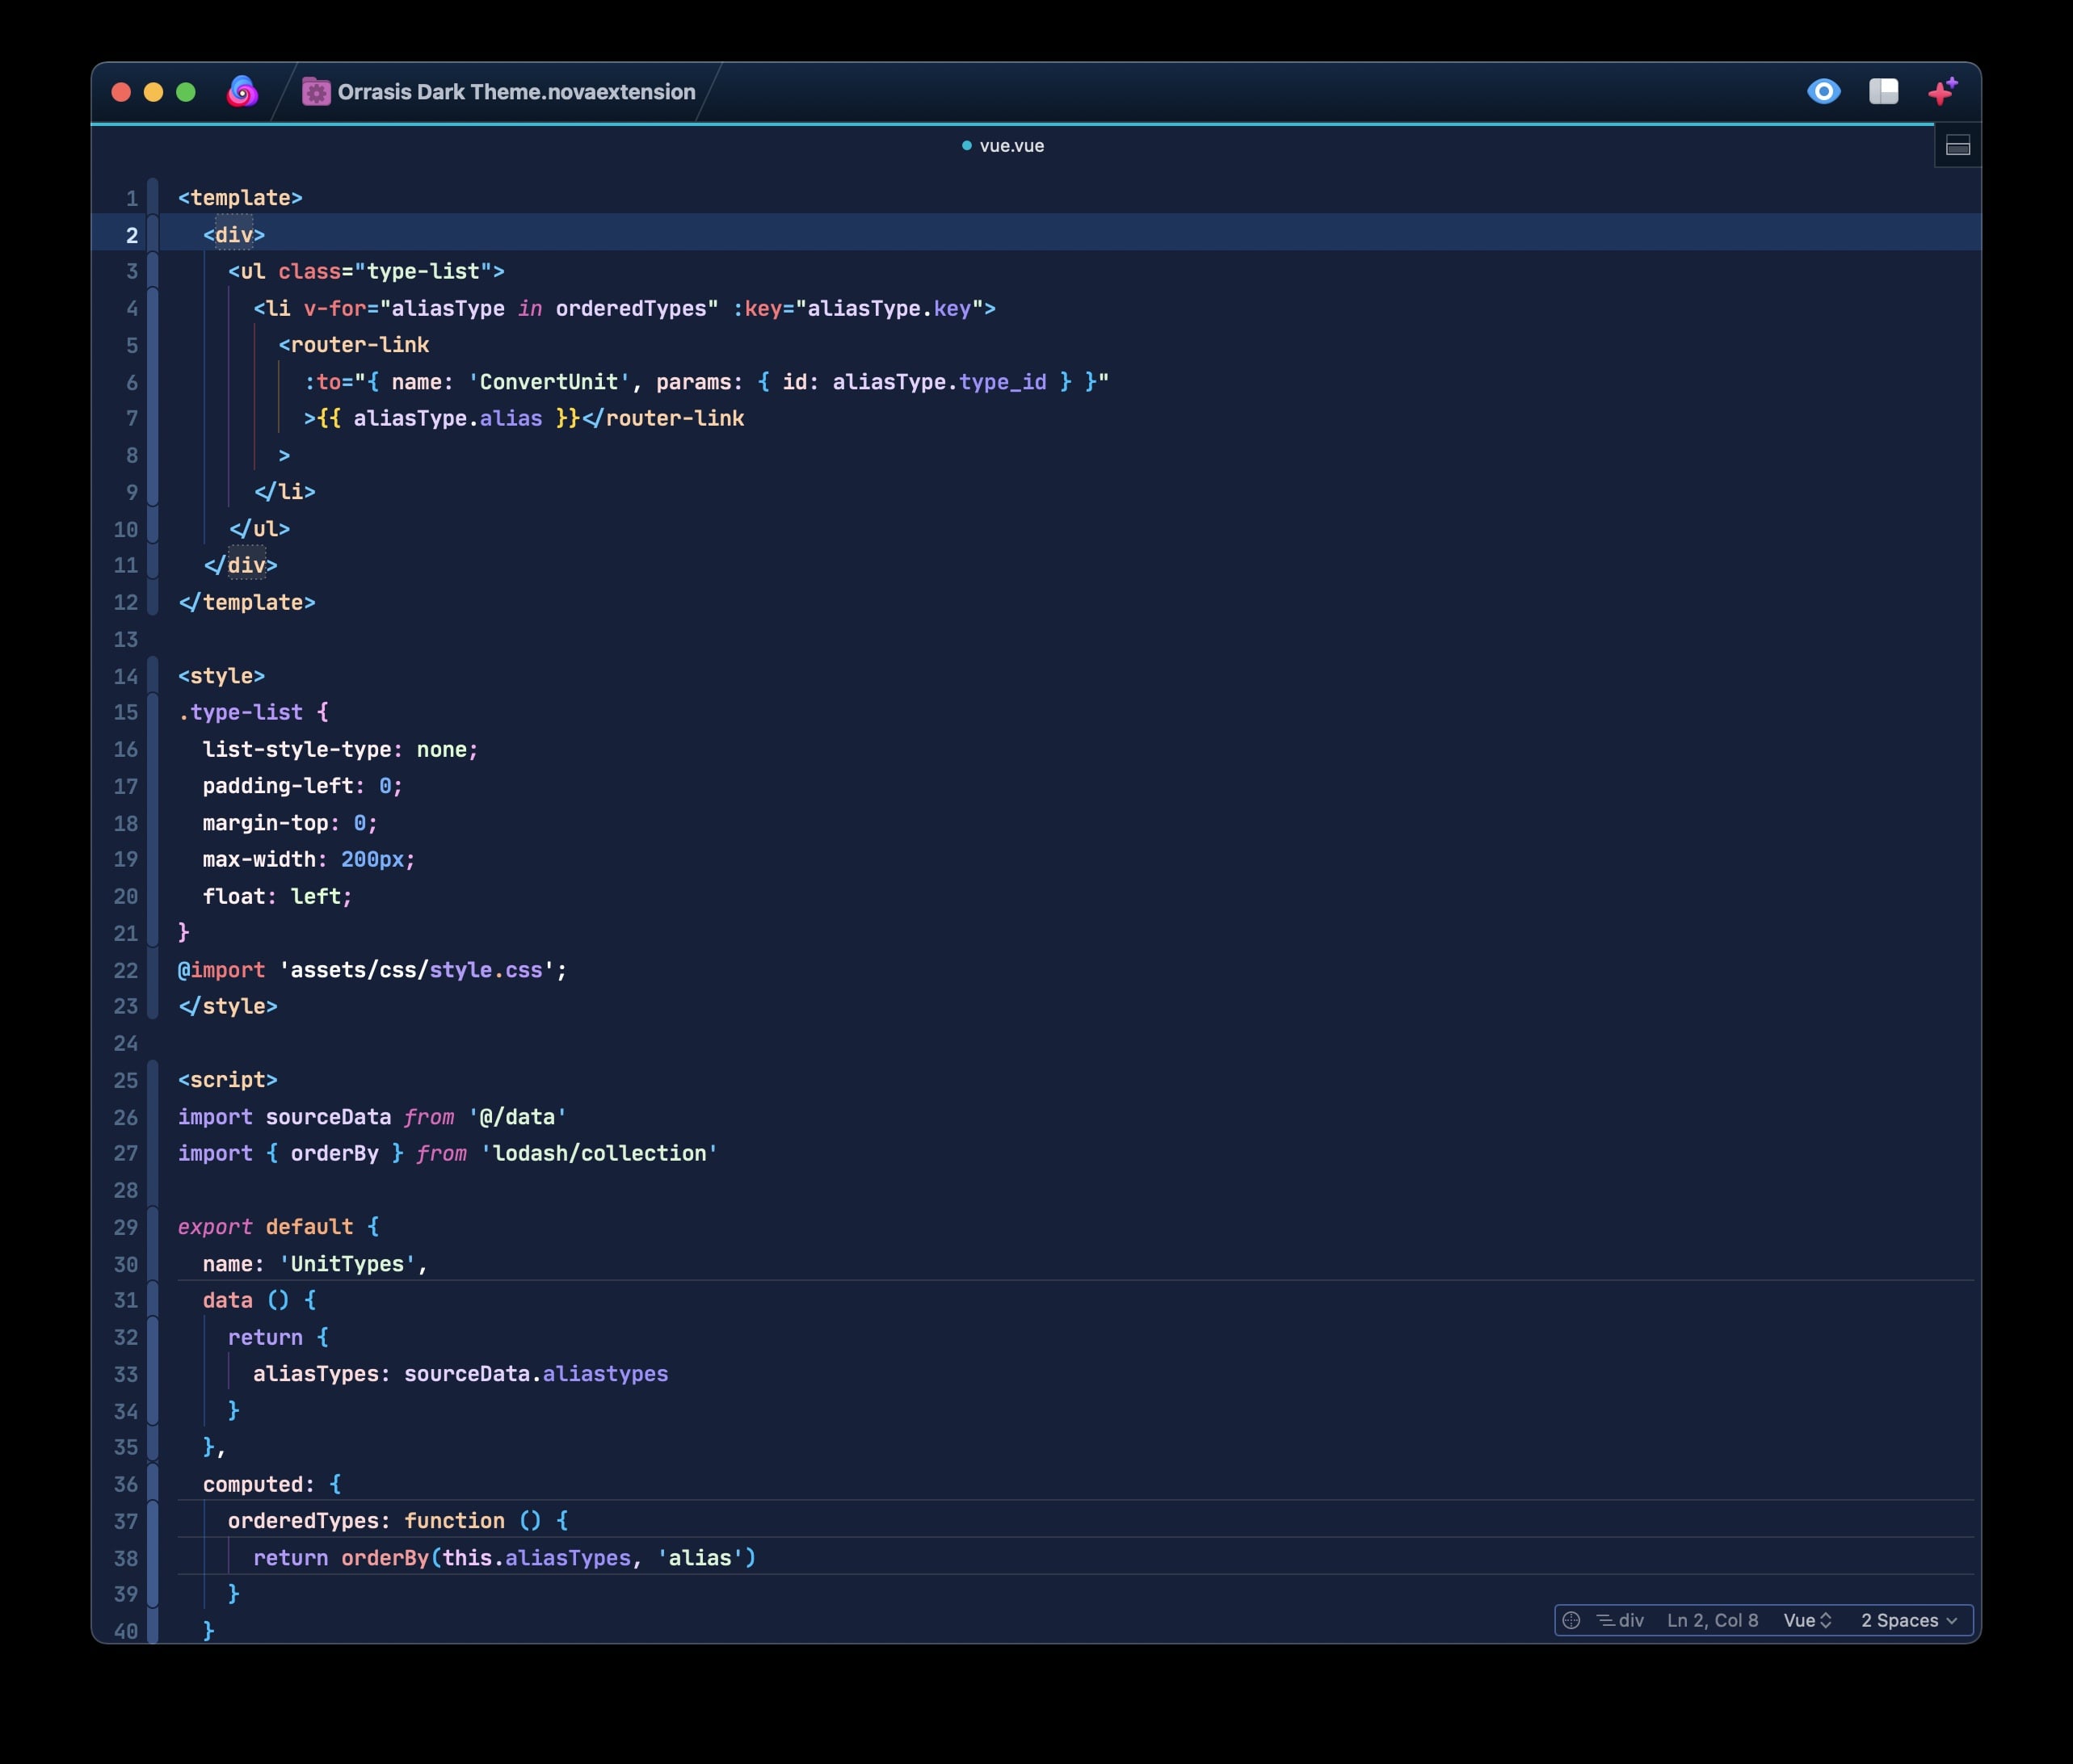 Orrasis Dark Theme.novaextension
vue.vue
1 <template>
2   <div>
3     <ul class="type-list">
4       <li v-for="aliasType in orderedTypes" :key="aliasType.key">
5         <router-link
6           :to="{ name: 'ConvertUnit', params: { id: aliasType.type_id } }"
7           >{{ aliasType.alias }}</router-link
8         >
9       </li>
10     </ul>
11   </div>
12 </template>
13
14 <style>
15 .type-list {
16   list-style-type: none;
17   padding-left: 0;
18   margin-top: 0;
19   max-width: 200px;
20   float: left;
21 }
22 @import 'assets/css/style.css';
23 </style>
24
25 <script>
26 import sourceData from '@/data'
27 import { orderBy } from 'lodash/collection'
28
29 export default {
30   name: 'UnitTypes',
31   data () {
32     return {
33       aliasTypes: sourceData.aliastypes
34     }
35   },
36   computed: {
37     orderedTypes: function () {
38       return orderBy(this.aliasTypes, 'alias')
39     }
40   }
div Ln 2, Col 8 Vue 2 Spaces